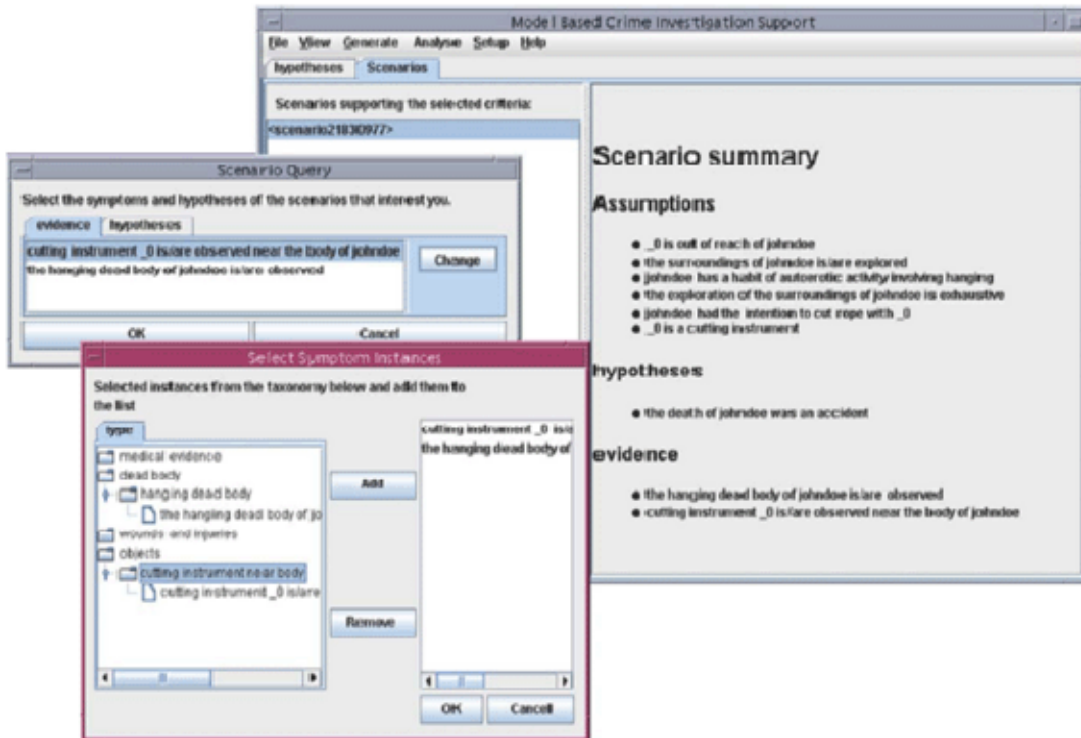 Model Based Crime Investigation Support
File View Generate Analyse Setup Help
hypotheses Scenarios
Scenarios supporting the selected criteria:
<scenario21830977>
Scenario summary
Assumptions
_0 is out of reach of johndoe
the surroundings of johndoe is/are explored
johndoe has a habit of autoerotic activity involving hanging
the exploration of the surroundings of johndoe is exhaustive
johndoe had the intention to cut rope with _0
_0 is a cutting instrument
hypotheses
the death of johndoe was an accident
evidence
the hanging dead body of johndoe is/are observed
cutting instrument _0 is/are observed near the body of johndoe
Scenario Query
Select the symptoms and hypotheses of the scenarios that interest you.
evidence hypotheses
cutting instrument _0 is/are observed near the body of johndoe
the hanging dead body of johndoe is/are observed
Change
OK Cancel
Select Symptom Instances
Selected instances from the taxonomy below and add them to
the list
type
medical evidence
dead body
hanging dead body
the hanging dead body of jo
wounds and injuries
objects
cutting instrument near body
cutting instrument _0 is/are
Add
Remove
cutting instrument _0 is/a
the hanging dead body of
OK Cancel